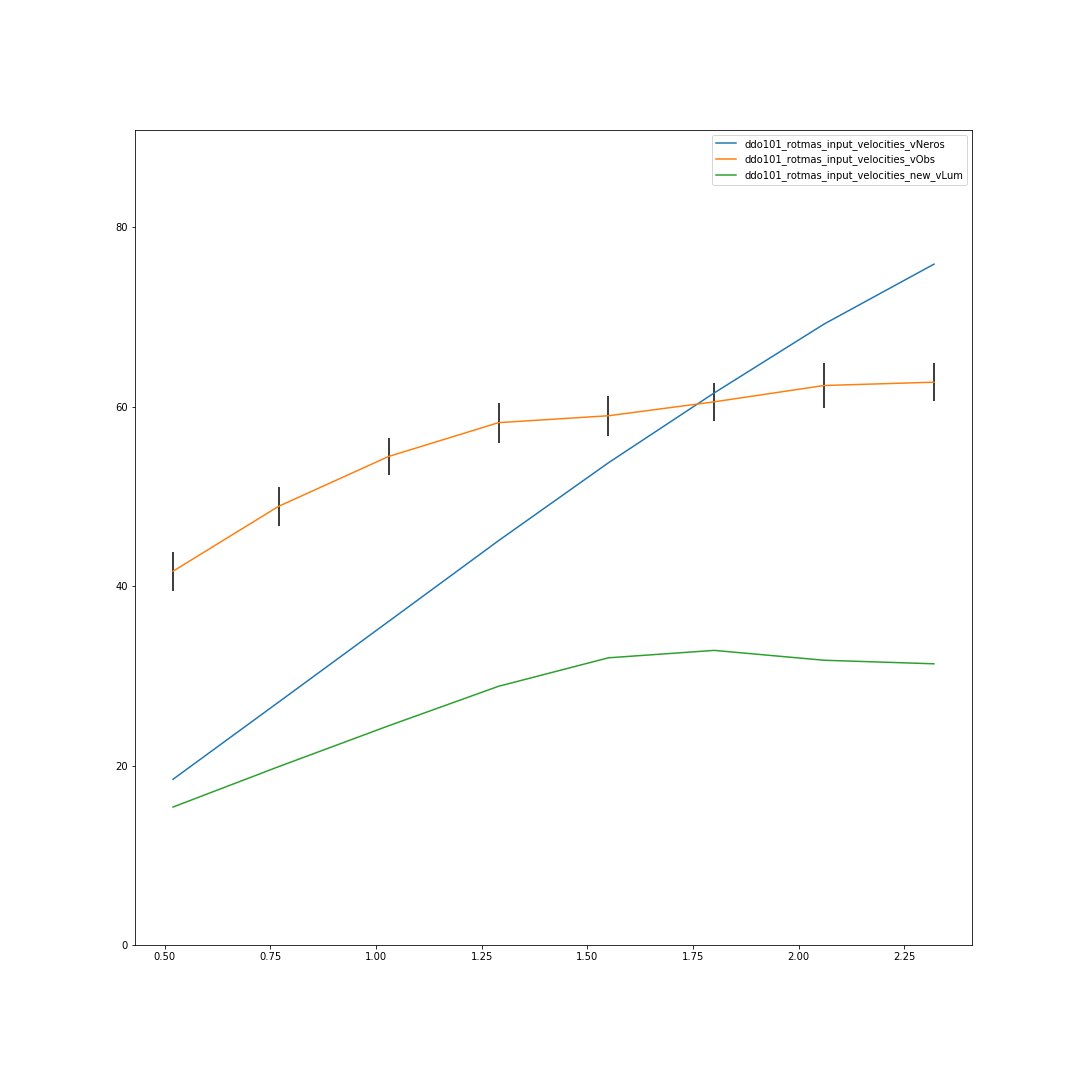 ddo101_rotmas_input_velocities_vNeros
ddo101_rotmas_input_velocities_vObs
ddo101_rotmas_input_velocities_new_vLum
80
60
40
20
0
0.50 0.75 1.00 1.25 1.50 1.75 2.00 2.25